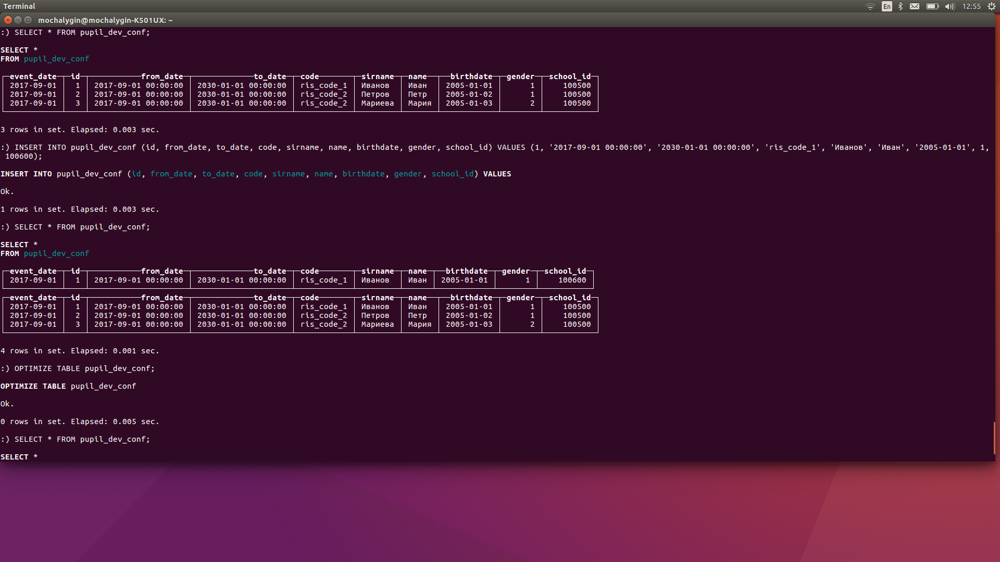 Terminal
En
12:55
mochalygin@mochalygin-K501UX: ~
:) SELECT * FROM pupil_dev_conf;
SELECT *
FROM pupil_dev_conf
event_date id from_date to_date code sirname name birthdate gender school_id
2017-09-01 1 2017-09-01 00:00:00 2030-01-01 00:00:00 ris_code_1 Иванов Иван 2005-01-01 1 100500
2017-09-01 2 2017-09-01 00:00:00 2030-01-01 00:00:00 ris_code_2 Петров Петр 2005-01-02 1 100500
2017-09-01 3 2017-09-01 00:00:00 2030-01-01 00:00:00 ris_code_2 Мариева Мария 2005-01-03 2 100500
3 rows in set. Elapsed: 0.003 sec.
:) INSERT INTO pupil_dev_conf (id, from_date, to_date, code, sirname, name, birthdate, gender, school_id) VALUES (1, '2017-09-01 00:00:00', '2030-01-01 00:00:00', 'ris_code_1', 'Иванов', 'Иван', '2005-01-01', 1,
100600);
INSERT INTO pupil_dev_conf (id, from_date, to_date, code, sirname, name, birthdate, gender, school_id) VALUES
Ok.
1 rows in set. Elapsed: 0.003 sec.
:) SELECT * FROM pupil_dev_conf;
SELECT *
FROM pupil_dev_conf
event_date id from_date to_date code sirname name birthdate gender school_id
2017-09-01 1 2017-09-01 00:00:00 2030-01-01 00:00:00 ris_code_1 Иванов Иван 2005-01-01 1 100600
event_date id from_date to_date code sirname name birthdate gender school_id
2017-09-01 1 2017-09-01 00:00:00 2030-01-01 00:00:00 ris_code_1 Иванов Иван 2005-01-01 1 100500
2017-09-01 2 2017-09-01 00:00:00 2030-01-01 00:00:00 ris_code_2 Петров Петр 2005-01-02 1 100500
2017-09-01 3 2017-09-01 00:00:00 2030-01-01 00:00:00 ris_code_2 Мариева Мария 2005-01-03 2 100500
4 rows in set. Elapsed: 0.001 sec.
:) OPTIMIZE TABLE pupil_dev_conf;
OPTIMIZE TABLE pupil_dev_conf
Ok.
0 rows in set. Elapsed: 0.005 sec.
:) SELECT * FROM pupil_dev_conf;
SELECT *